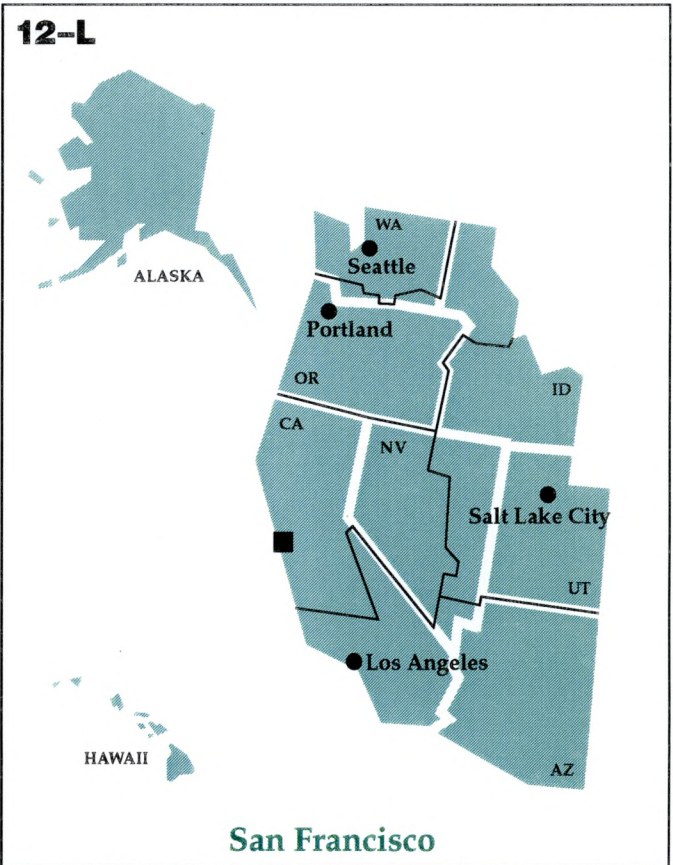 12-L
ALASKA
WA
Seattle
Portland
OR
ID
CA
NV
Salt Lake City
UT
Los Angeles
HAWAII
AZ
San Francisco